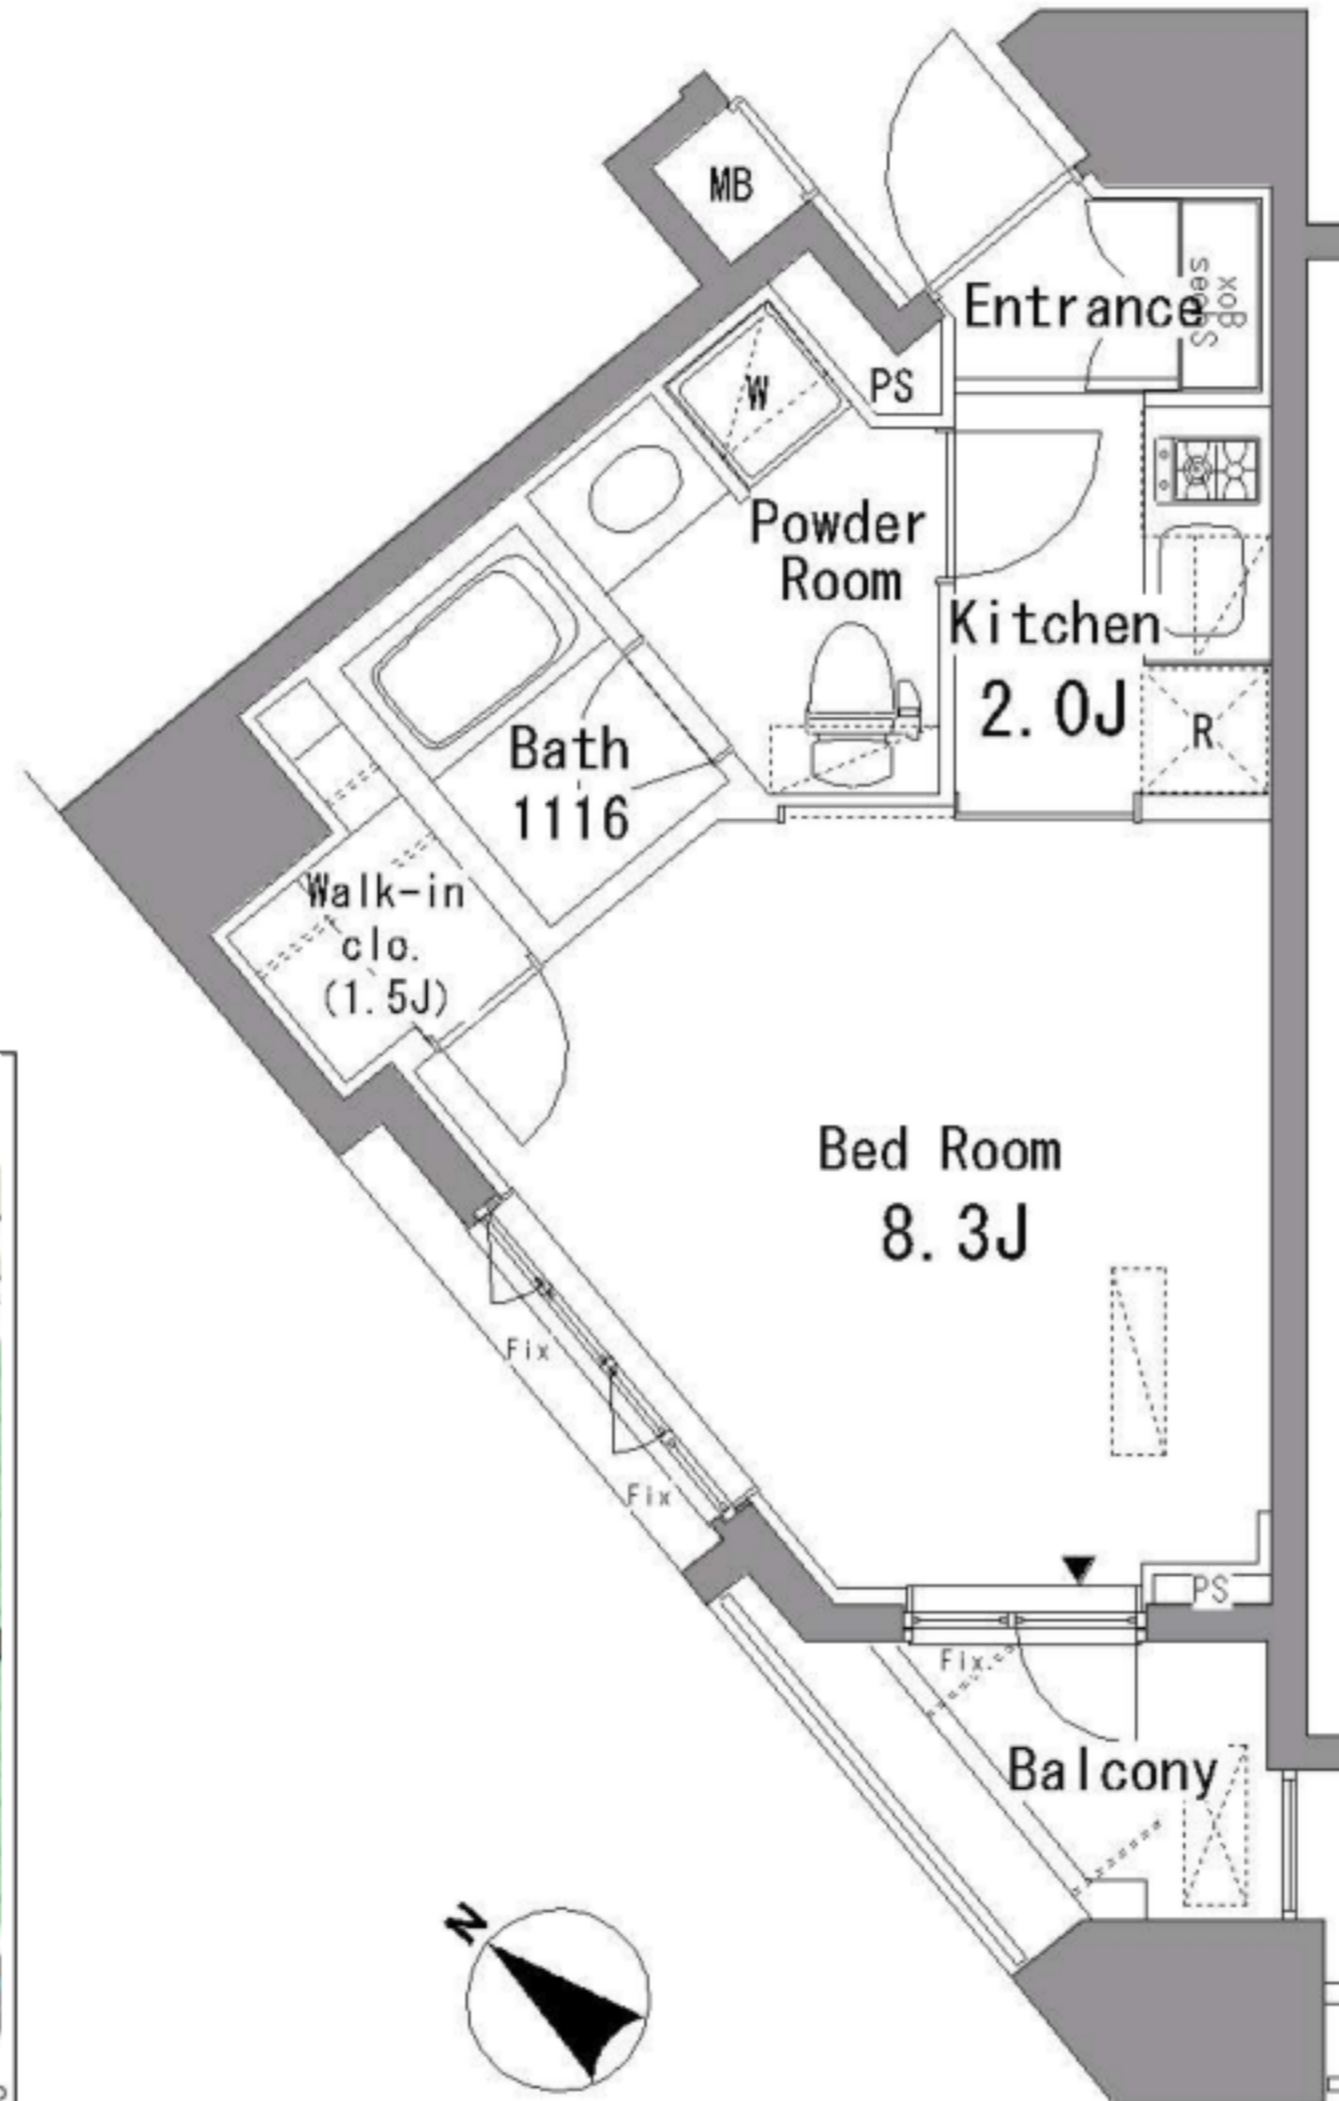 MB
Entrance
Shoes
Box
PS
W
Powder
Room
Kitchen
2.0J
R
Bath
1116
Walk-in
clo.
(1.5J)
Bed Room
8.3J
Fix
Fix
PS
Fix
Balcony
N